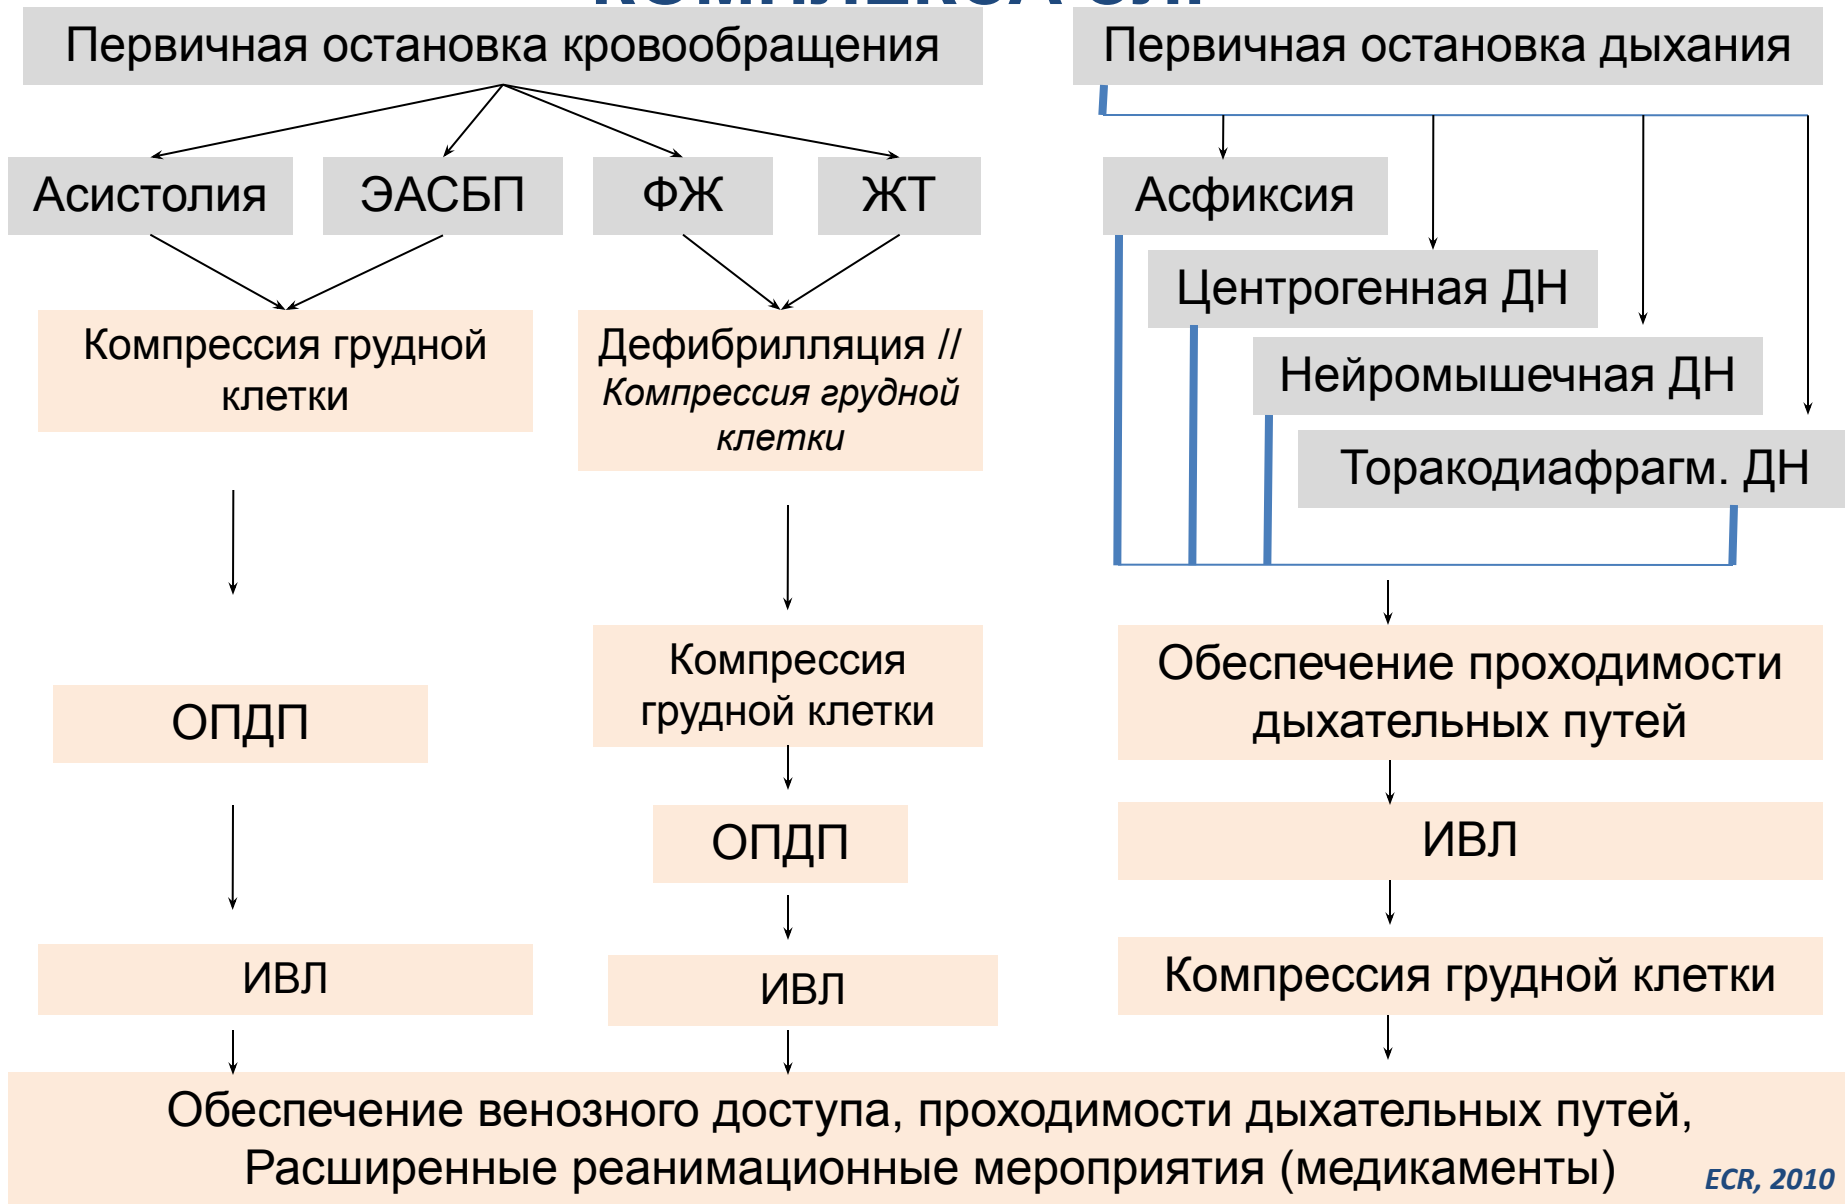 КОМПЛЕКСА СЛР
Первичная остановка кровообращения
Первичная остановка дыхания
Асистолия
ЭАСБП
ФЖ
ЖТ
Асфиксия
Центрогенная ДН
Нейромышечная ДН
Торакодиафрагм. ДН
Компрессия грудной
клетки
Дефибрилляция //
Компрессия грудной
клетки
Компрессия
грудной клетки
Обеспечение проходимости
дыхательных путей
ОПДП
ОПДП
ИВЛ
ИВЛ
ИВЛ
Компрессия грудной клетки
Обеспечение венозного доступа, проходимости дыхательных путей,
Расширенные реанимационные мероприятия (медикаменты)
ECR, 2010